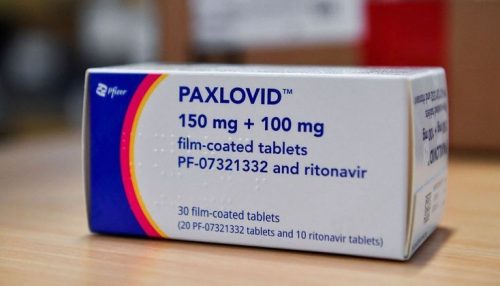 Pfizer
PAXLOVID™
150 mg + 100 mg
film-coated tablets
PF-07321332 and ritonavir
30 film-coated tablets
(20 PF-07321332 tablets and 10 ritonavir tablets)